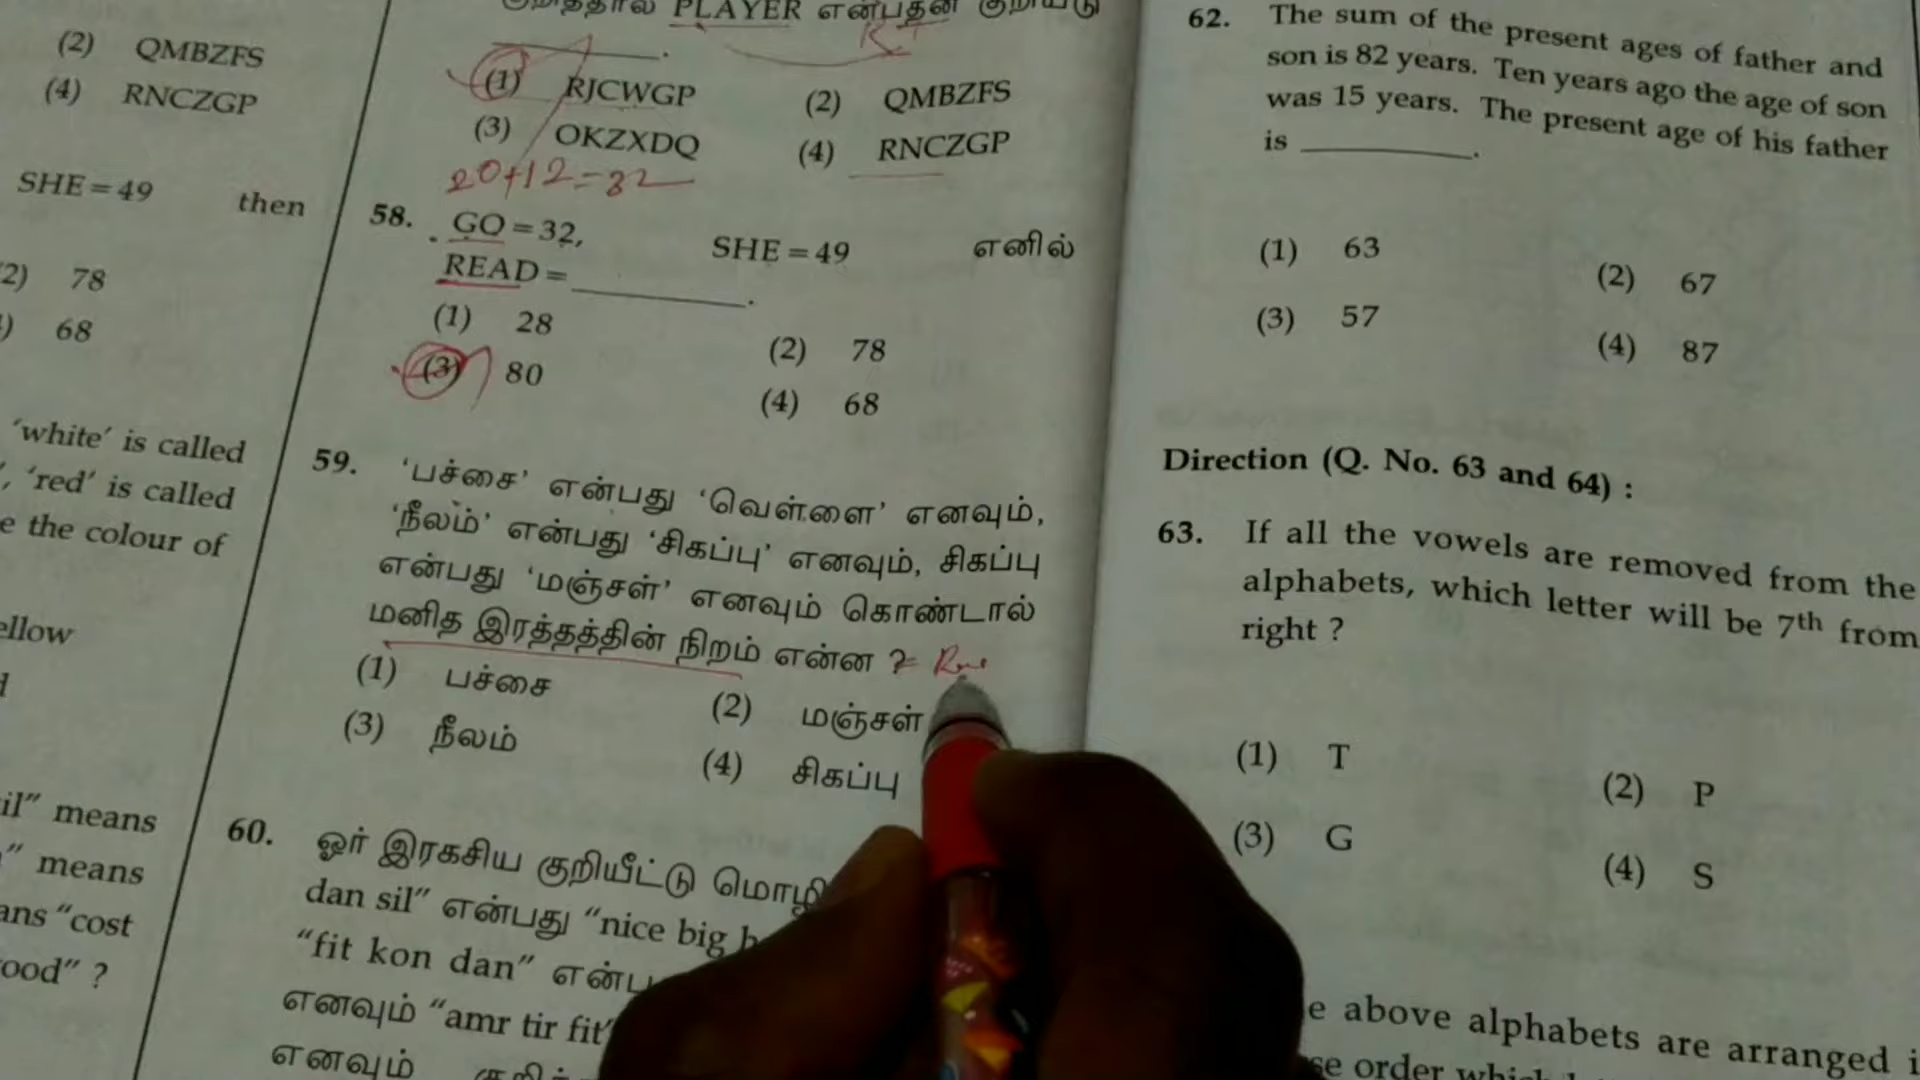 (2) QMBZFS
(4) RNCZGP
SHE = 49 then
78
68
'white' is called
'red' is called
the colour of
means
" means
"cost
?
PLAYER என்பதன்
(1) RJCWGP (2) QMBZFS
(3) OKZXDQ (4) RNCZGP
20+12=32
58. GO = 32, SHE = 49 எனில்
READ = ____________.
(1) 28 (2) 78
(3) 80 (4) 68
59. 'பச்சை' என்பது 'வெள்ளை' எனவும்,
'நீலம்' என்பது 'சிகப்பு' எனவும், சிகப்பு
என்பது 'மஞ்சள்' எனவும் கொண்டால்
மனித இரத்தத்தின் நிறம் என்ன ?
(1) பச்சை (2) மஞ்சள்
(3) நீலம் (4) சிகப்பு
60. ஓர் இரகசிய குறியீட்டு மொழி
dan sil" என்பது "nice big
"fit kon dan"
எனவும் "amr tir fit"
எனவும்
62. The sum of the present ages of father and
son is 82 years. Ten years ago the age of son
was 15 years. The present age of his father
is ____________.
(1) 63 (2) 67
(3) 57 (4) 87
Direction (Q. No. 63 and 64) :
63. If all the vowels are removed from the
alphabets, which letter will be 7th from
right ?
(1) T (2) P
(3) G (4) S
above alphabets are arranged
order